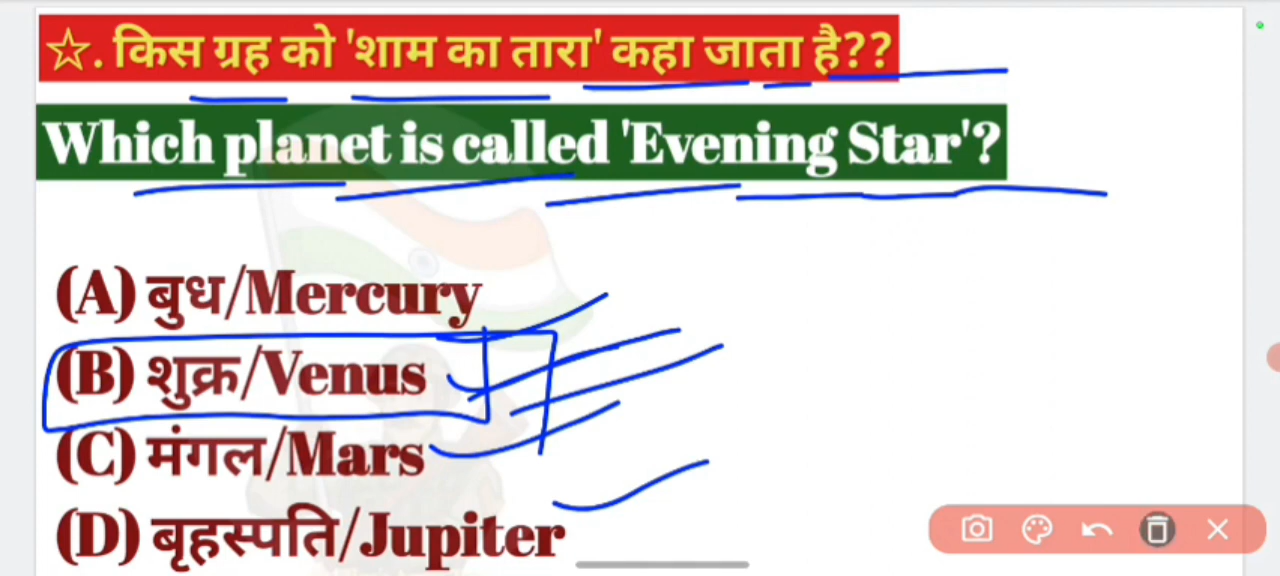 ☆. किस ग्रह को 'शाम का तारा' कहा जाता है??
Which planet is called 'Evening Star'?
(A) बुध/Mercury
(B) शुक्र/Venus
(C) मंगल/Mars
(D) बृहस्पति/Jupiter